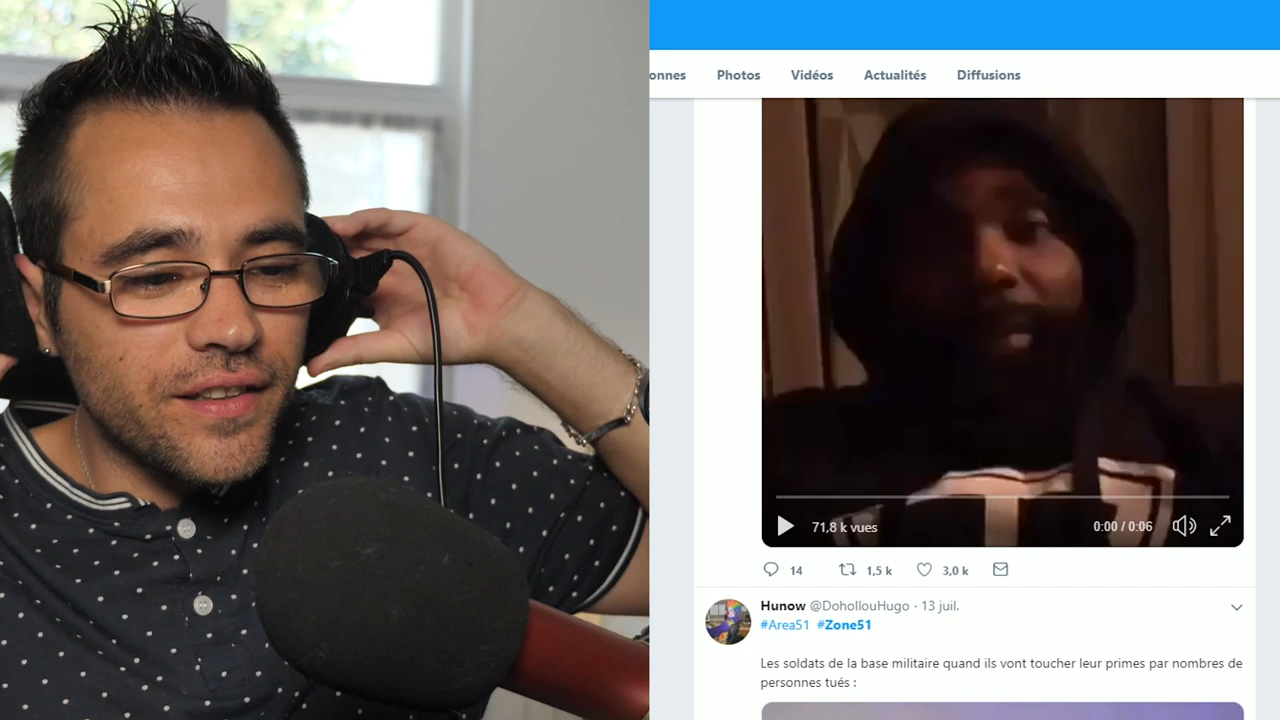 onnes Photos Vidéos Actualités Diffusions
71,8 k vues 0:00 / 0:06
14 1,5 k 3,0 k
Hunow @DohollouHugo · 13 juil.
#Area51 #Zone51
Les soldats de la base militaire quand ils vont toucher leur primes par nombres de
personnes tués :